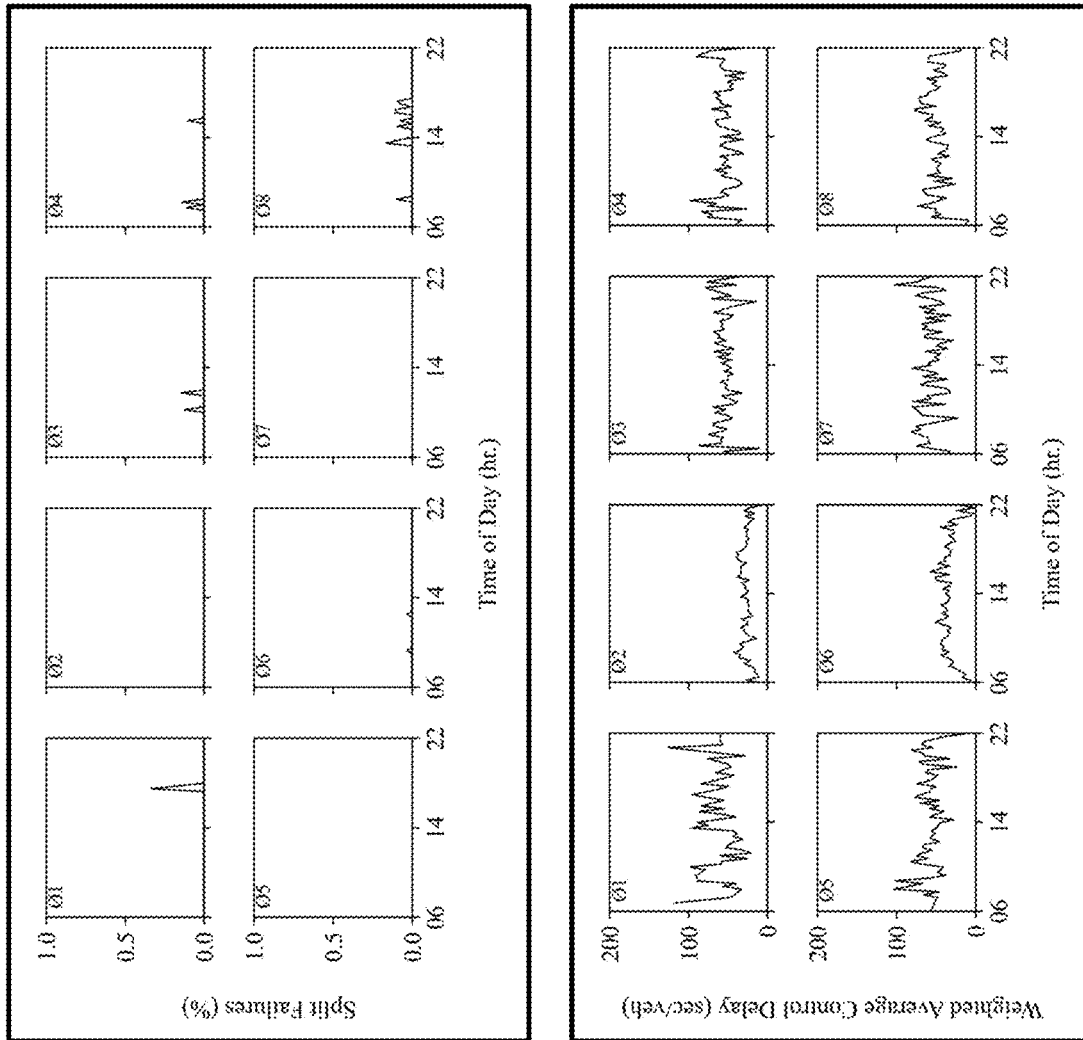 Split Failures (%)
1.0
0.5
0.0
Ø1
Ø2
Ø3
Ø4
1.0
0.5
0.0
Ø5
Ø6
Ø7
Ø8
06
14
22
06
14
22
06
14
22
06
14
22
Time of Day (hr.)
Weighted Average Control Delay (sec/veh)
200
100
0
Ø1
Ø2
Ø3
Ø4
200
100
0
Ø5
Ø6
Ø7
Ø8
06
14
22
06
14
22
06
14
22
06
14
22
Time of Day (hr.)